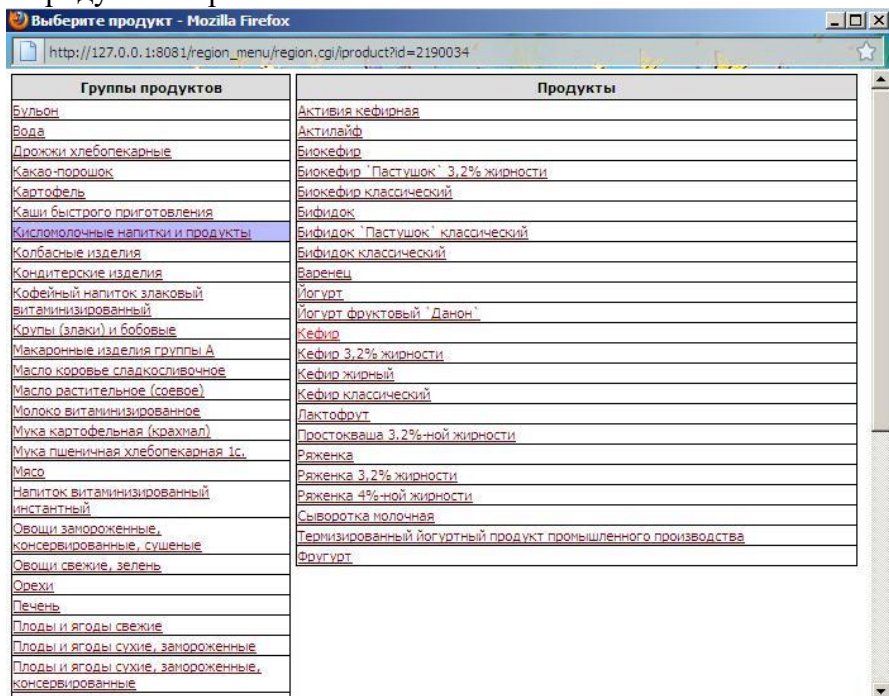 Выберите продукт - Mozilla Firefox
http://127.0.0.1:8081/region_menu/region.cgi/iproduct?id=2190034
Группы продуктов
Бульон
Вода
Дрожжи хлебопекарные
Какао-порошок
Картофель
Каши быстрого приготовления
Кисломолочные напитки и продукты
Колбасные изделия
Кондитерские изделия
Кофейный напиток злаковый
витаминизированный
Крупы (злаки) и бобовые
Макаронные изделия группы А
Масло коровье сладкосливочное
Масло растительное (соевое)
Молоко витаминизированное
Мука картофельная (крахмал)
Мука пшеничная хлебопекарная 1с.
Мясо
Напиток витаминизированный
инстантный
Овощи замороженные,
консервированные, сушеные
Овощи свежие, зелень
Орехи
Печень
Плоды и ягоды свежие
Плоды и ягоды сухие, замороженные
Плоды и ягоды сухие, замороженные,
консервированные
Продукты
Активия кефирная
Актилайф
Биокефир
Биокефир `Пастушок` 3,2% жирности
Биокефир классический
Бифидок
Бифидок `Пастушок` классический
Бифидок классический
Варенец
Йогурт
Йогурт фруктовый `Данон`
Кефир
Кефир 3,2% жирности
Кефир жирный
Кефир классический
Лактофрут
Простокваша 3.2%-ной жирности
Ряженка
Ряженка 3,2% жирности
Ряженка 4%-ной жирности
Сыворотка молочная
Термизированный йогуртный продукт промышленного производства
Фругурт